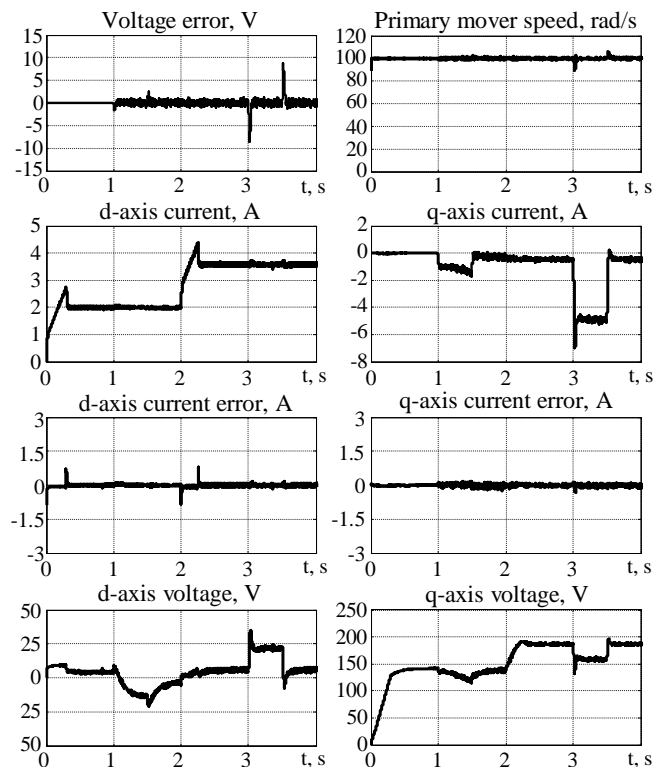 Voltage error, V
15
10
5
0
-5
-10
-15
0 1 2 3 t, s
Primary mover speed, rad/s
120
100
80
60
40
20
0
0 1 2 3 t, s
d-axis current, A
5
4
3
2
1
0
0 1 2 3 t, s
q-axis current, A
2
0
-2
-4
-6
-8
0 1 2 3 t, s
d-axis current error, A
3
1.5
0
-1.5
-3
0 1 2 3 t, s
q-axis current error, A
3
1.5
0
-1.5
-3
0 1 2 3 t, s
d-axis voltage, V
50
25
0
25
50
0 1 2 3 t, s
q-axis voltage, V
250
200
150
100
50
0
0 1 2 3 t, s